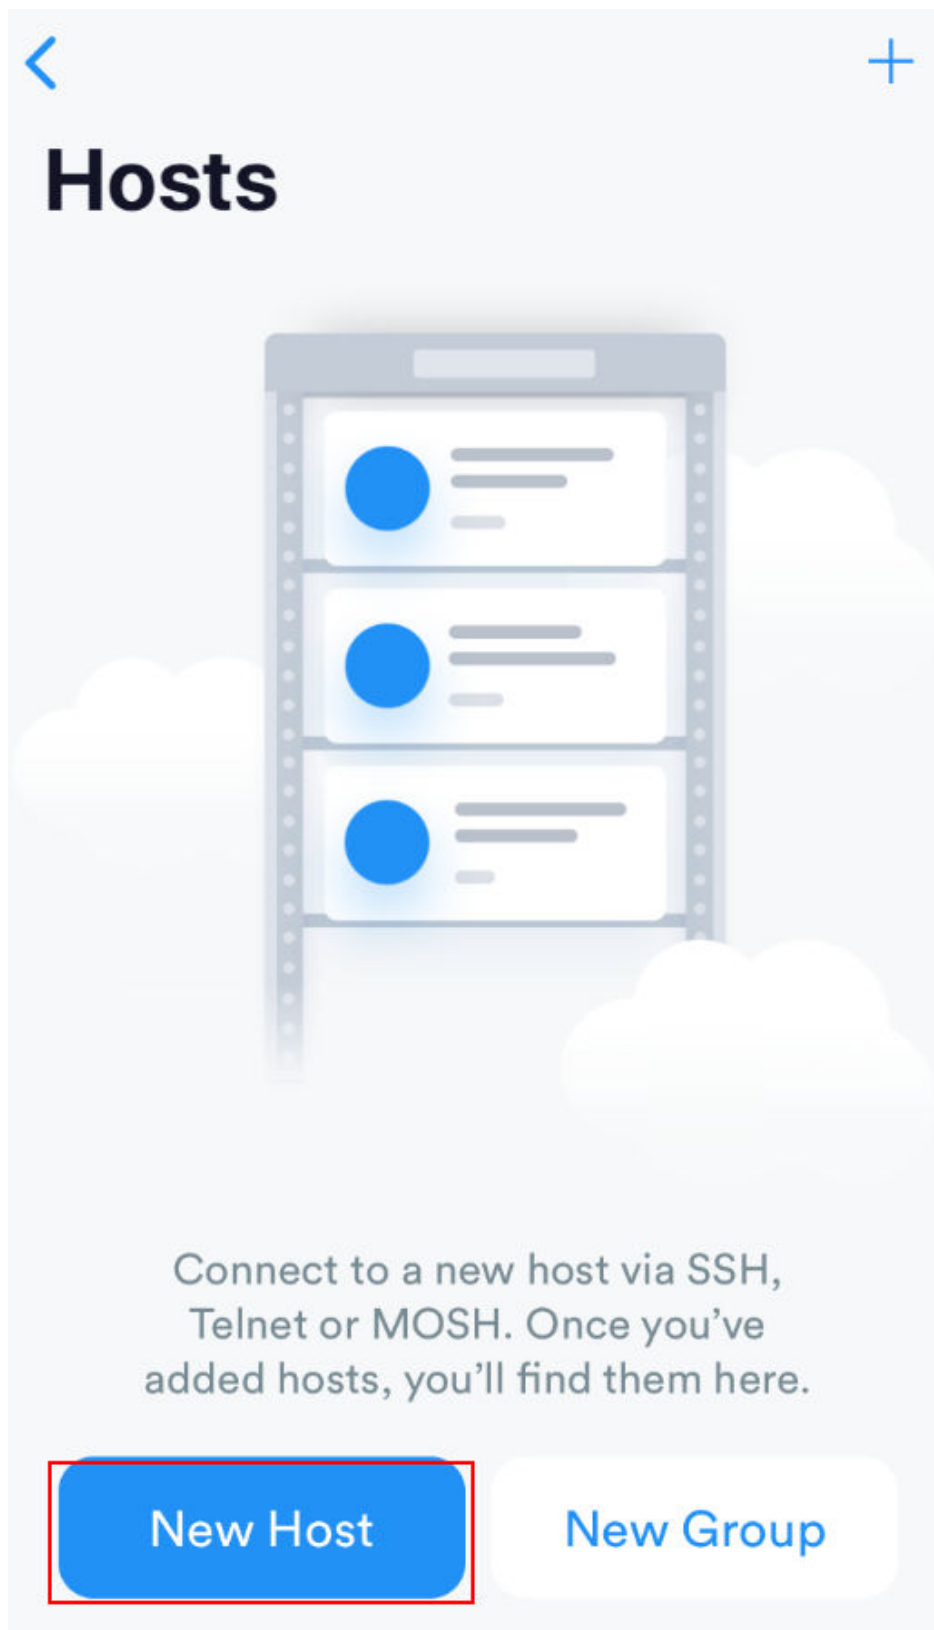 Hosts
Connect to a new host via SSH,
Telnet or MOSH. Once you’ve
added hosts, you’ll find them here.
New Host
New Group